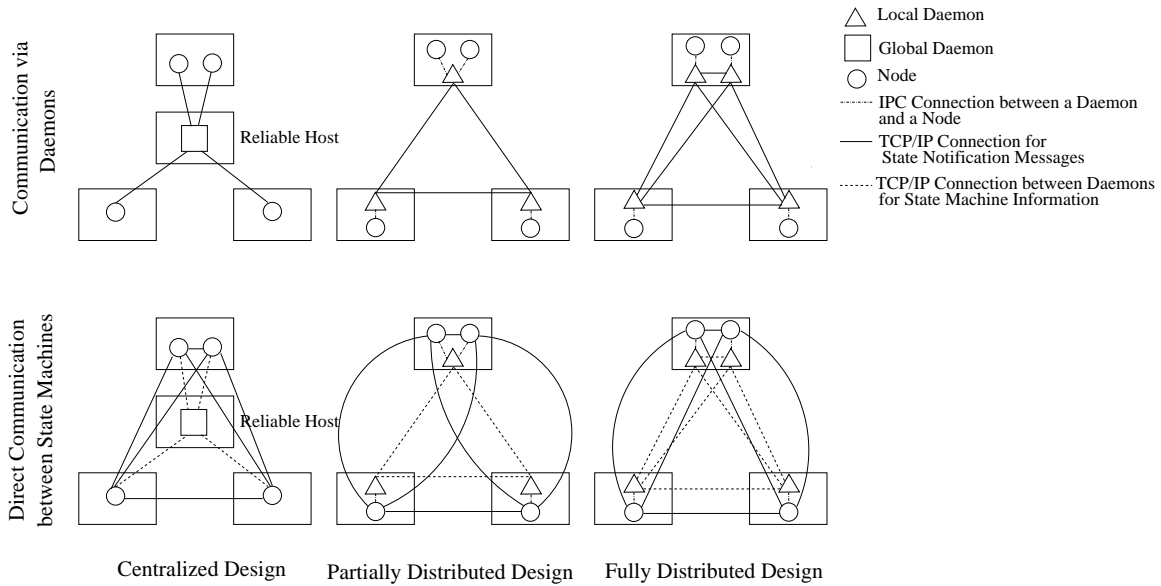 Communication via
Daemons
Reliable Host
Local Daemon
Global Daemon
Node
IPC Connection between a Daemon
and a Node
TCP/IP Connection for
State Notification Messages
TCP/IP Connection between Daemons
for State Machine Information
Direct Communication
between State Machines
Reliable Host
Centralized Design
Partially Distributed Design
Fully Distributed Design